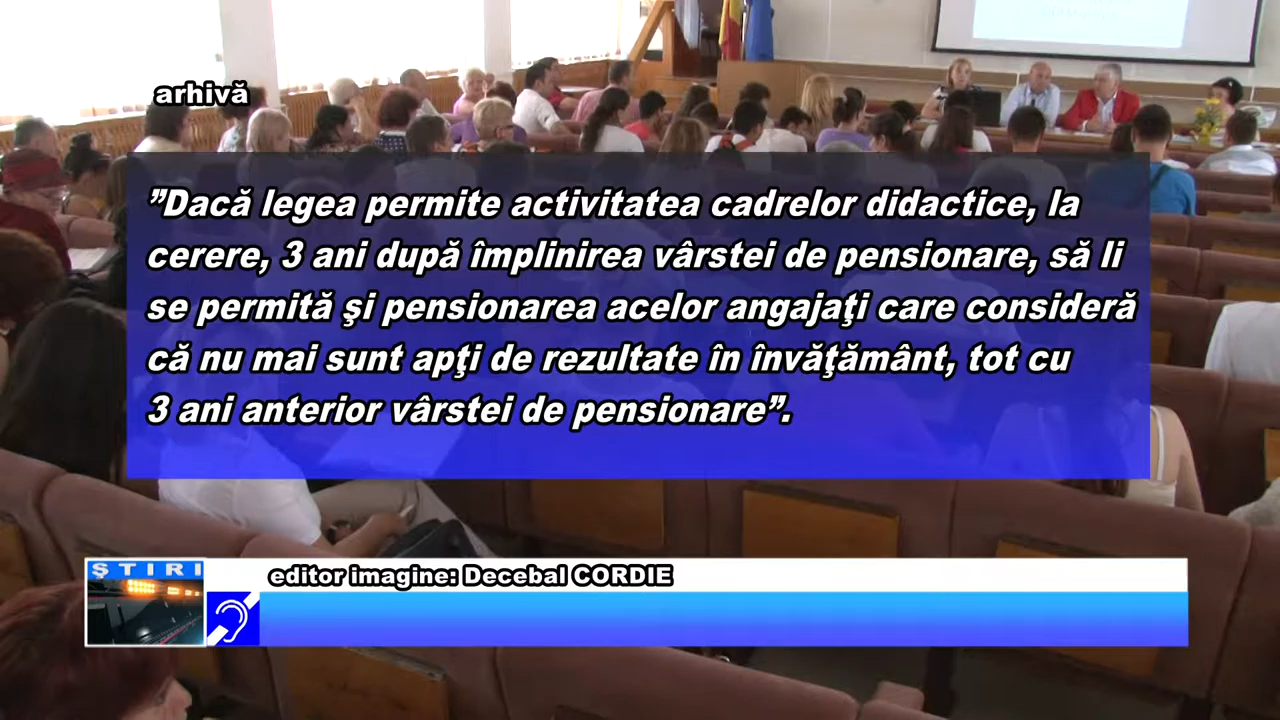 arhivă
”Dacă legea permite activitatea cadrelor didactice, la
cerere, 3 ani după împlinirea vârstei de pensionare, să li
se permită şi pensionarea acelor angajaţi care consideră
că nu mai sunt apţi de rezultate în învăţământ, tot cu
3 ani anterior vârstei de pensionare”.
ŞTIRI
editor imagine: Decebal CORDIE